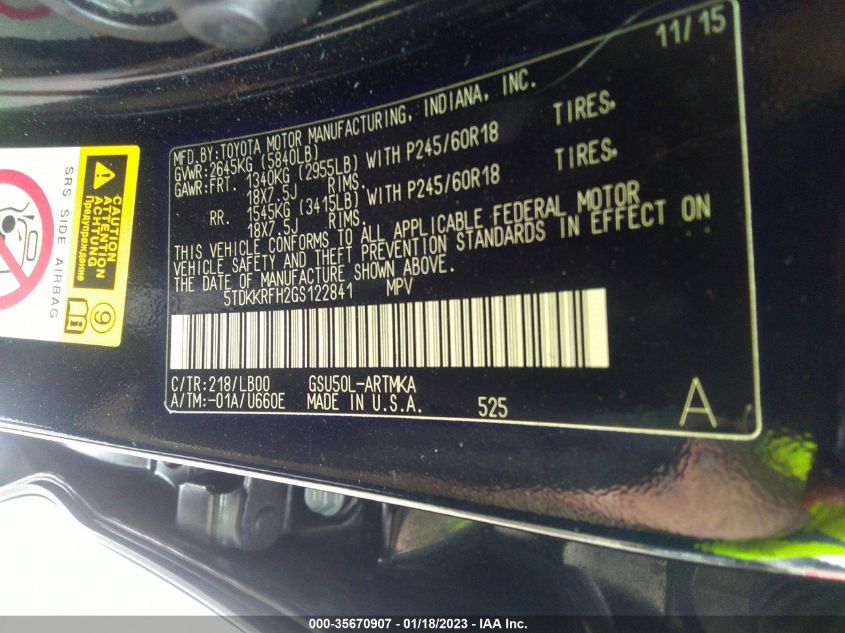 11/15
MFD.BY:TOYOTA MOTOR MANUFACTURING, INDIANA, INC.
GVWR:2645KG (5840LB)
GAWR:FRT. 1340KG (2955LB) WITH P245/60R18 TIRES,
18X7.5J RIMS.
RR. 1545KG (3415LB) WITH P245/60R18 TIRES,
18X7.5J RIMS.
THIS VEHICLE CONFORMS TO ALL APPLICABLE FEDERAL MOTOR
VEHICLE SAFETY AND THEFT PREVENTION STANDARDS IN EFFECT ON
THE DATE OF MANUFACTURE SHOWN ABOVE.
5TDKKRFH2GS122841 MPV
C/TR:218/LB00 GSU50L-ARTMKA
A/TM:-01A/U660E MADE IN U.S.A. 525 A
SRS SIDE AIRBAG
CAUTION
ATTENTION
ACHTUNG
Предупреждение
9
000-35670907 - 01/18/2023 - IAA Inc.